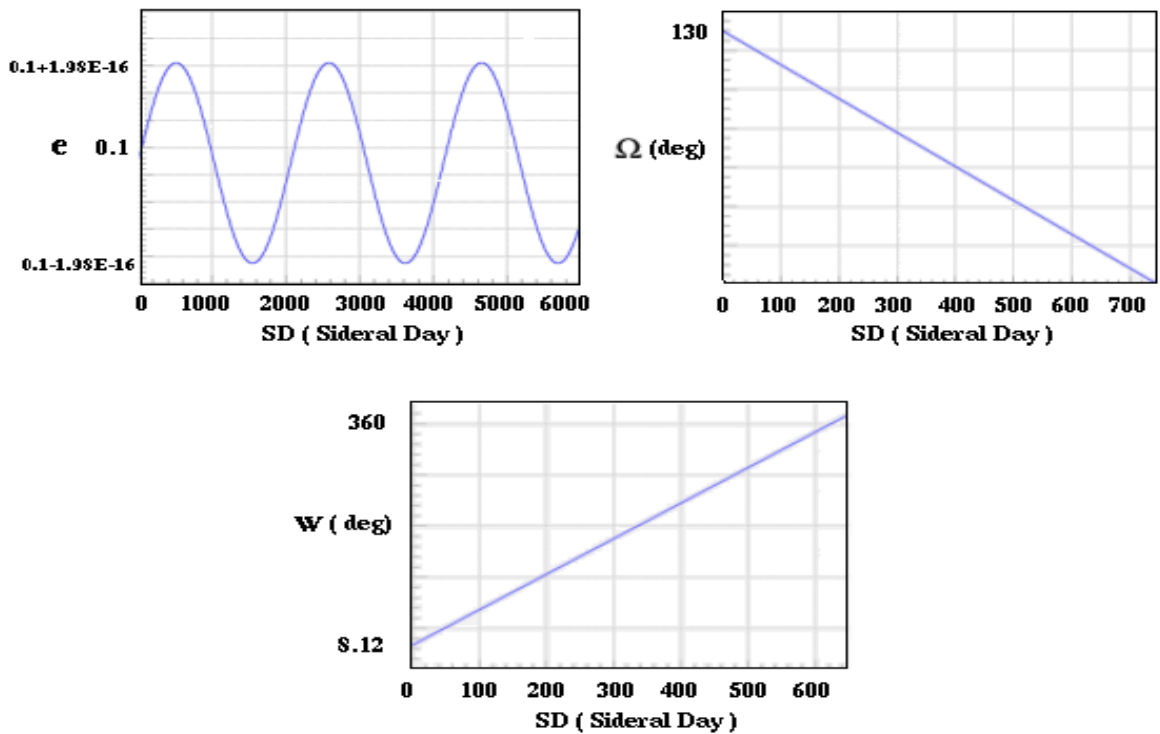 0.1+1.98E-16
e 0.1
0.1-1.98E-16
0 1000 2000 3000 4000 5000 6000
SD ( Sideral Day )
130
Ω (deg)
0 100 200 300 400 500 600 700
SD ( Sideral Day )
360
W ( deg)
8.12
0 100 200 300 400 500 600
SD ( Sideral Day )